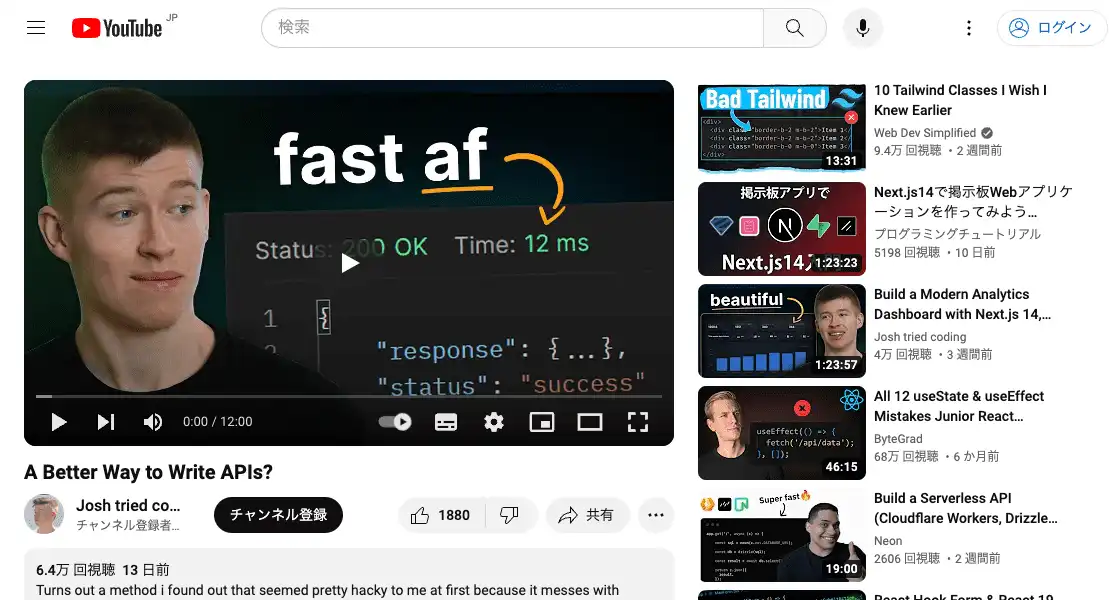 YouTube JP
検索
ログイン
fast af
Status: 200 OK Time: 12 ms
1 {
2 "response": {...},
"status": "success"
0:00 / 12:00
A Better Way to Write APIs?
Josh tried co...
チャンネル登録者...
チャンネル登録
1880
共有
6.4万 回視聴 13 日前
Turns out a method i found out that seemed pretty hacky to me at first because it messes with
Bad Tailwind
<div>
<div class="border-b-2 m-b-2">Item 1</
<div class="border-b-2 m-b-2">Item 2</
<div class="border-b-0 m-b-0">Item 3</
</div>
13:31
10 Tailwind Classes I Wish I
Knew Earlier
Web Dev Simplified
9.4万 回視聴 ・2 週間前
掲示板アプリで
N
Next.js14入
1:23:23
Next.js14で掲示板Webアプリケ
ーションを作ってみよう...
プログラミングチュートリアル
5198 回視聴 ・10 日前
beautiful
1:23:57
Build a Modern Analytics
Dashboard with Next.js 14,...
Josh tried coding
4万 回視聴 ・3 週間前
useEffect(() => {
fetch('/api/data');
}, []);
46:15
All 12 useState & useEffect
Mistakes Junior React...
ByteGrad
68万 回視聴 ・6 か月前
Super fast🔥
19:00
Build a Serverless API
(Cloudflare Workers, Drizzle...
Neon
2606 回視聴 ・2 週間前
React Hook Form & React 19